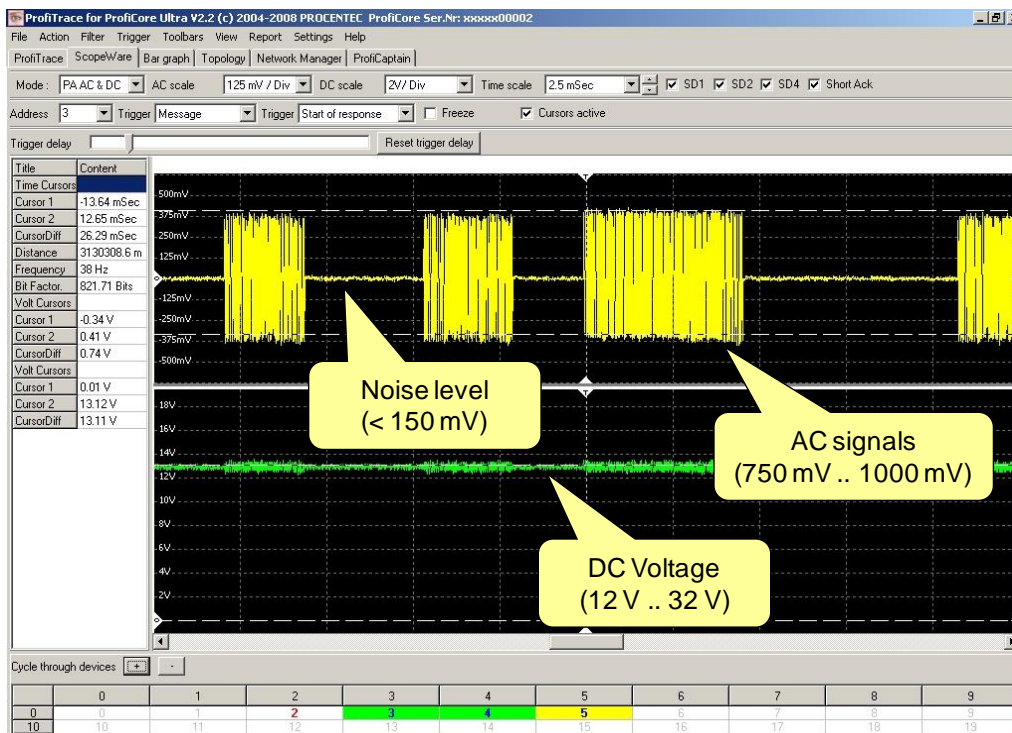 ProfiTrace for ProfiCore Ultra V2.2 (c) 2004-2008 PROCENTEC ProfiCore Ser.Nr: xxxxx00002
File Action Filter Trigger Toolbars View Report Settings Help
ProfiTrace ScopeWare Bar graph Topology Network Manager ProfiCaptain
Mode : PA AC & DC AC scale 125 mV / Div DC scale 2V/ Div Time scale 2.5 mSec SD1 SD2 SD4 Short Ack
Address 3 Trigger Message Trigger Start of response Freeze Cursors active
Trigger delay Reset trigger delay
Title Content
Time Cursors
Cursor 1 -13.64 mSec
Cursor 2 12.65 mSec
CursorDiff 26.29 mSec
Distance 3130308.6 m
Frequency 38 Hz
Bit Factor. 821.71 Bits
Volt Cursors
Cursor 1 -0.34 V
Cursor 2 0.41 V
CursorDiff 0.74 V
Volt Cursors
Cursor 1 0.01 V
Cursor 2 13.12 V
CursorDiff 13.11 V
500mV
375mV
250mV
125mV
0
-125mV
-250mV
-375mV
-500mV
Noise level
(< 150 mV)
AC signals
(750 mV .. 1000 mV)
18V
16V
14V
12V
10V
8V
6V
4V
2V
0
DC Voltage
(12 V .. 32 V)
Cycle through devices + -
0 1 2 3 4 5 6 7 8 9
0 0 1 2 3 4 5 6 7 8 9
10 10 11 12 13 14 15 16 17 18 19